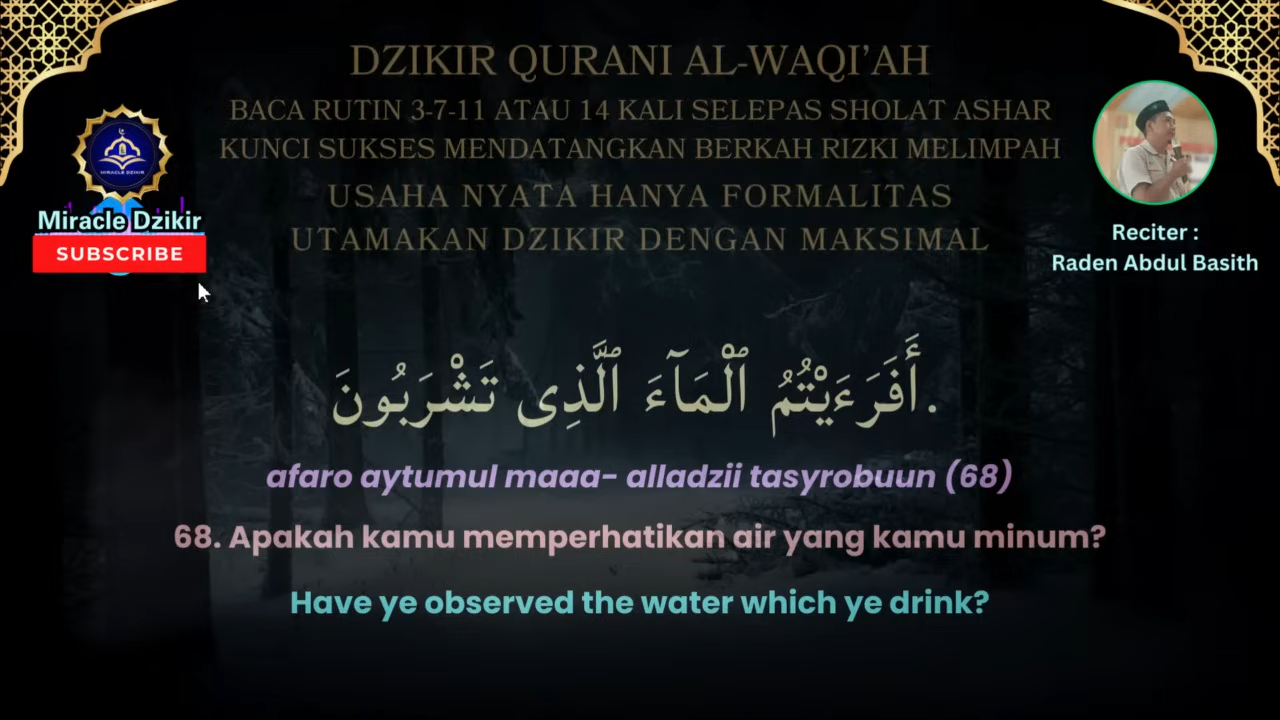 DZIKIR QURANI AL-WAQI'AH
BACA RUTIN 3-7-11 ATAU 14 KALI SELEPAS SHOLAT ASHAR
KUNCI SUKSES MENDATANGKAN BERKAH RIZKI MELIMPAH
USAHA NYATA HANYA FORMALITAS
UTAMAKAN DZIKIR DENGAN MAKSIMAL
MIRACLE DZIKIR
Miracle Dzikir
SUBSCRIBE
Reciter :
Raden Abdul Basith
أَفَرَءَيْتُمُ ٱلْمَآءَ ٱلَّذِى تَشْرَبُونَ.
afaro aytumul maaa- alladzii tasyrobuun (68)
68. Apakah kamu memperhatikan air yang kamu minum?
Have ye observed the water which ye drink?